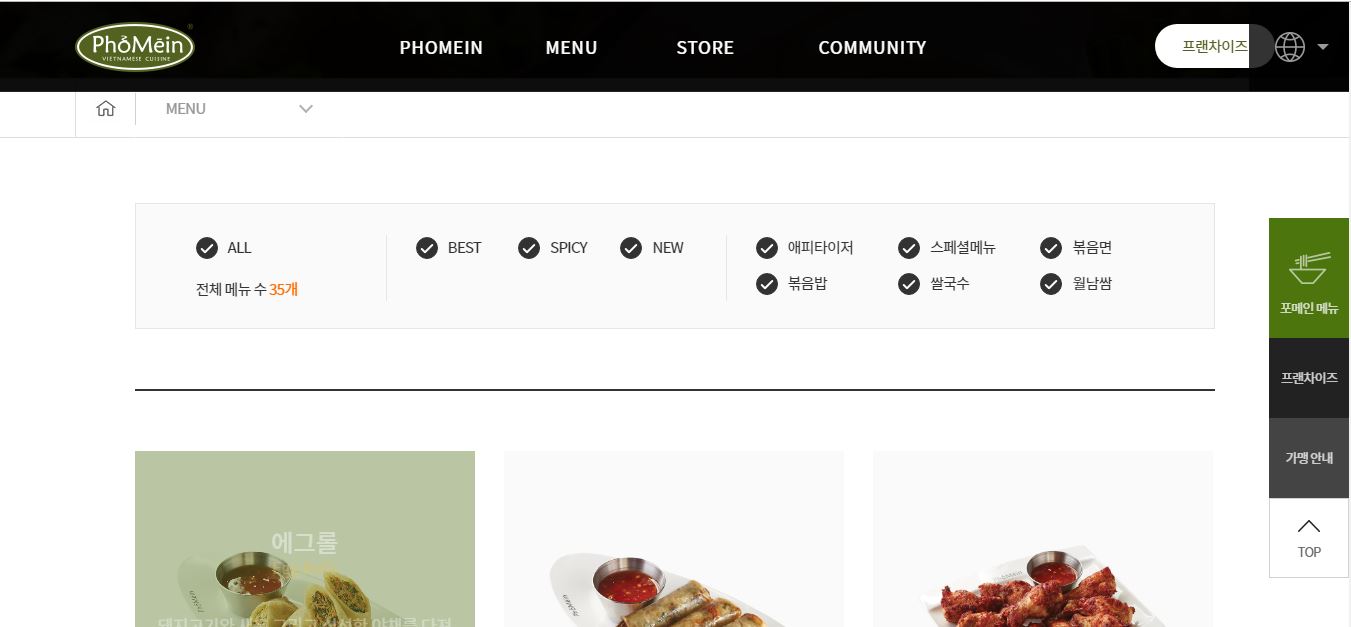 PhốMein
VIETNAMESE CUISINE
PHOMEIN MENU STORE COMMUNITY 프랜차이즈
MENU
ALL BEST SPICY NEW 애피타이저 스페셜메뉴 볶음면
전체 메뉴 수 35개 볶음밥 쌀국수 월남쌈
포메인 메뉴
프랜차이즈
가맹 안내
TOP
에그롤
돼지고기와 새우 그리고 신선한 야채를 다져
PhoMein
PhoMein
PhoMein